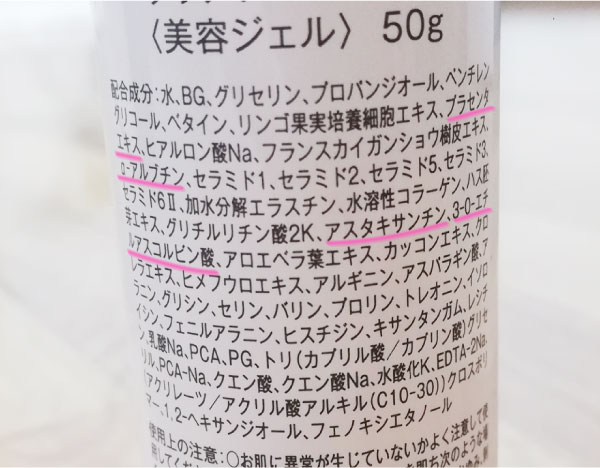 〈美容ジェル〉 50g
配合成分:水、BG、グリセリン、プロパンジオール、ペンチレン
グリコール、ベタイン、リンゴ果実培養細胞エキス、プラセンタ
エキス、ヒアルロン酸Na、フランスカイガンショウ樹皮エキス、
α-アルブチン、セラミド1、セラミド2、セラミド5、セラミド3、
セラミド6Ⅱ、加水分解エラスチン、水溶性コラーゲン、ハス胚
芽エキス、グリチルリチン酸2K、アスタキサンチン、3-0-エチ
ルアスコルビン酸、アロエベラ葉エキス、カッコンエキス、クロ
レラエキス、ヒメフウロエキス、アルギニン、アスパラギン酸、ア
ラニン、グリシン、セリン、バリン、プロリン、トレオニン、イソロ
イシン、フェニルアラニン、ヒスチジン、キサンタンガム、レシチ
ン、乳酸Na、PCA、PG、トリ(カプリル酸/カプリン酸)グリセ
リル、PCA-Na、クエン酸、クエン酸Na、水酸化K、EDTA-2Na、
(アクリレーツ/アクリル酸アルキル(C10-30))クロスポリ
マー、1,2-ヘキサンジオール、フェノキシエタノール
使用上の注意:○お肌に異常が生じていないかよく注意して使